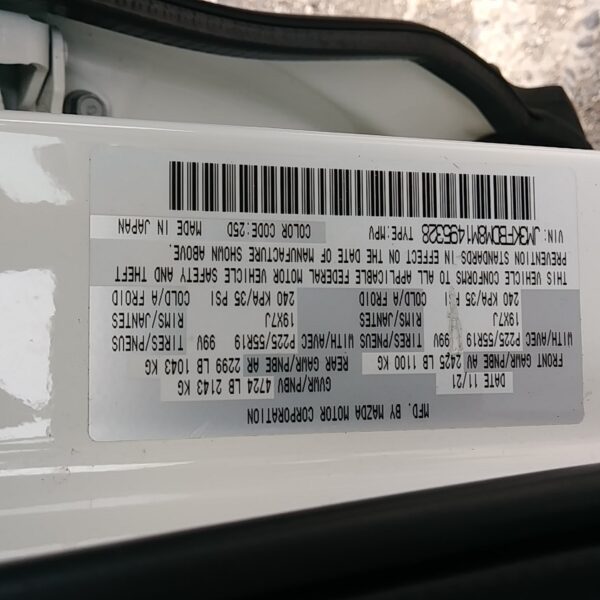 MFD. BY MAZDA MOTOR CORPORATION
DATE 11/21 GVWR/PNBV 4724 LB 2143 KG
FRONT GAWR/PNBE AV 2425 LB 1100 KG REAR GAWR/PNBE AR 2299 LB 1043 KG
WITH/AVEC P225/55R19 99V TIRES/PNEUS WITH/AVEC P225/55R19 99V TIRES/PNEUS
19X7J RIMS/JANTES 19X7J RIMS/JANTES
240 KPA/35 PSI COLD/A FROID 240 KPA/35 PSI COLD/A FROID
THIS VEHICLE CONFORMS TO ALL APPLICABLE FEDERAL MOTOR VEHICLE SAFETY AND THEFT
PREVENTION STANDARDS IN EFFECT ON THE DATE OF MANUFACTURE SHOWN ABOVE.
VIN: JM3KFBDM8M1495328 TYPE:MPV COLOR CODE:25D MADE IN JAPAN